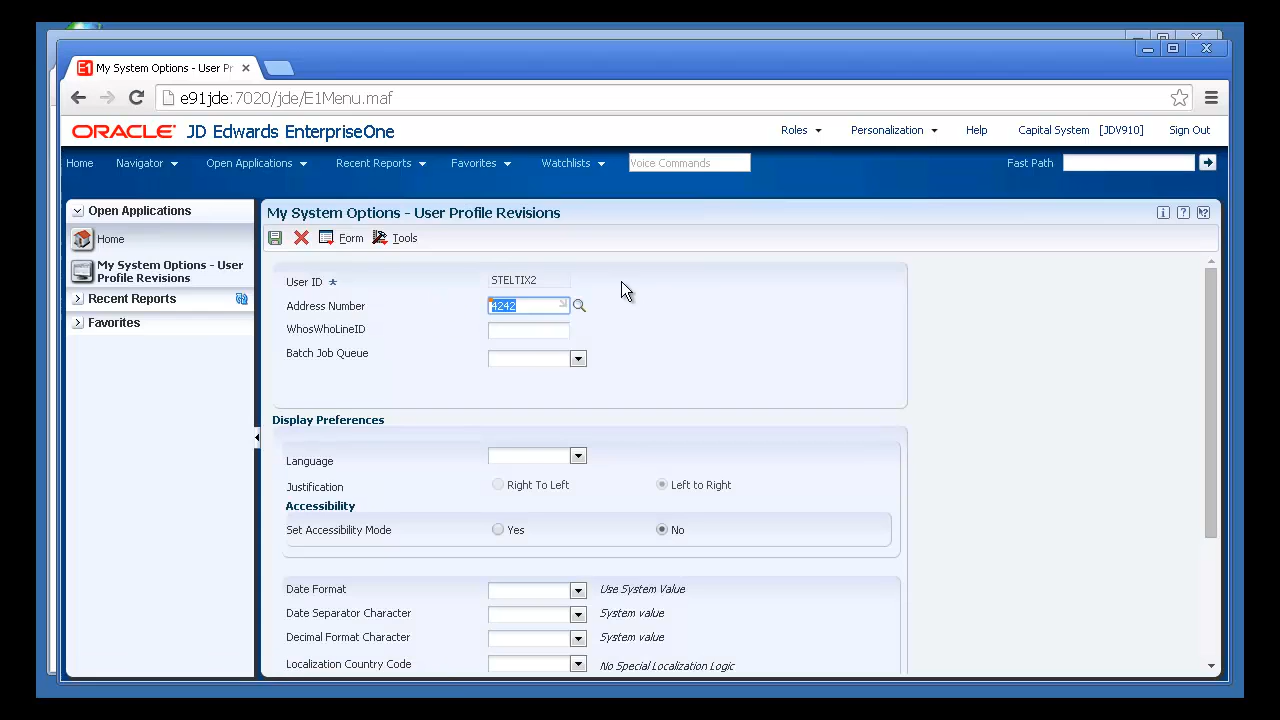 E1 My System Options - User Pr
e91jde:7020/jde/E1Menu.maf
ORACLE JD Edwards EnterpriseOne Roles Personalization Help Capital System [JDV910] Sign Out
Home Navigator Open Applications Recent Reports Favorites Watchlists Voice Commands Fast Path
Open Applications
Home
My System Options - User
Profile Revisions
Recent Reports
Favorites
My System Options - User Profile Revisions
Form Tools
User ID * STELTIX2
Address Number 4242
WhosWhoLineID
Batch Job Queue
Display Preferences
Language
Justification Right To Left Left to Right
Accessibility
Set Accessibility Mode Yes No
Date Format Use System Value
Date Separator Character System value
Decimal Format Character System value
Localization Country Code No Special Localization Logic